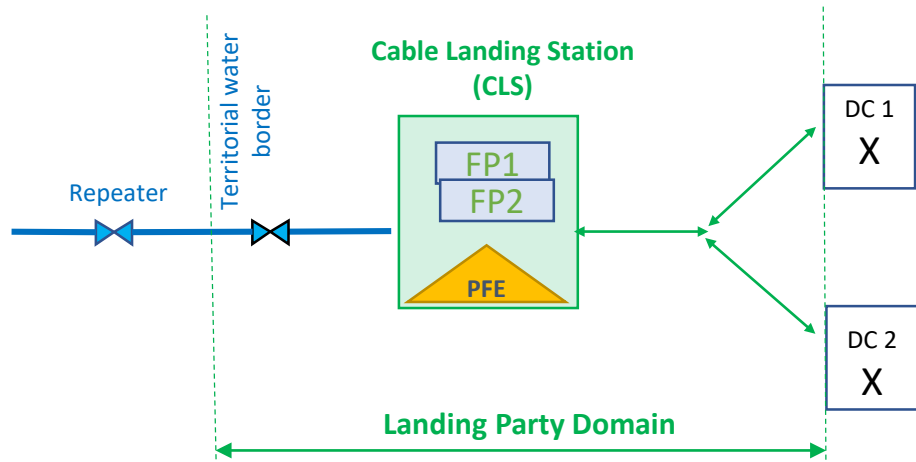 Cable Landing Station
(CLS)
Territorial water
border
Repeater
FP1
FP2
PFE
DC 1
X
DC 2
X
Landing Party Domain